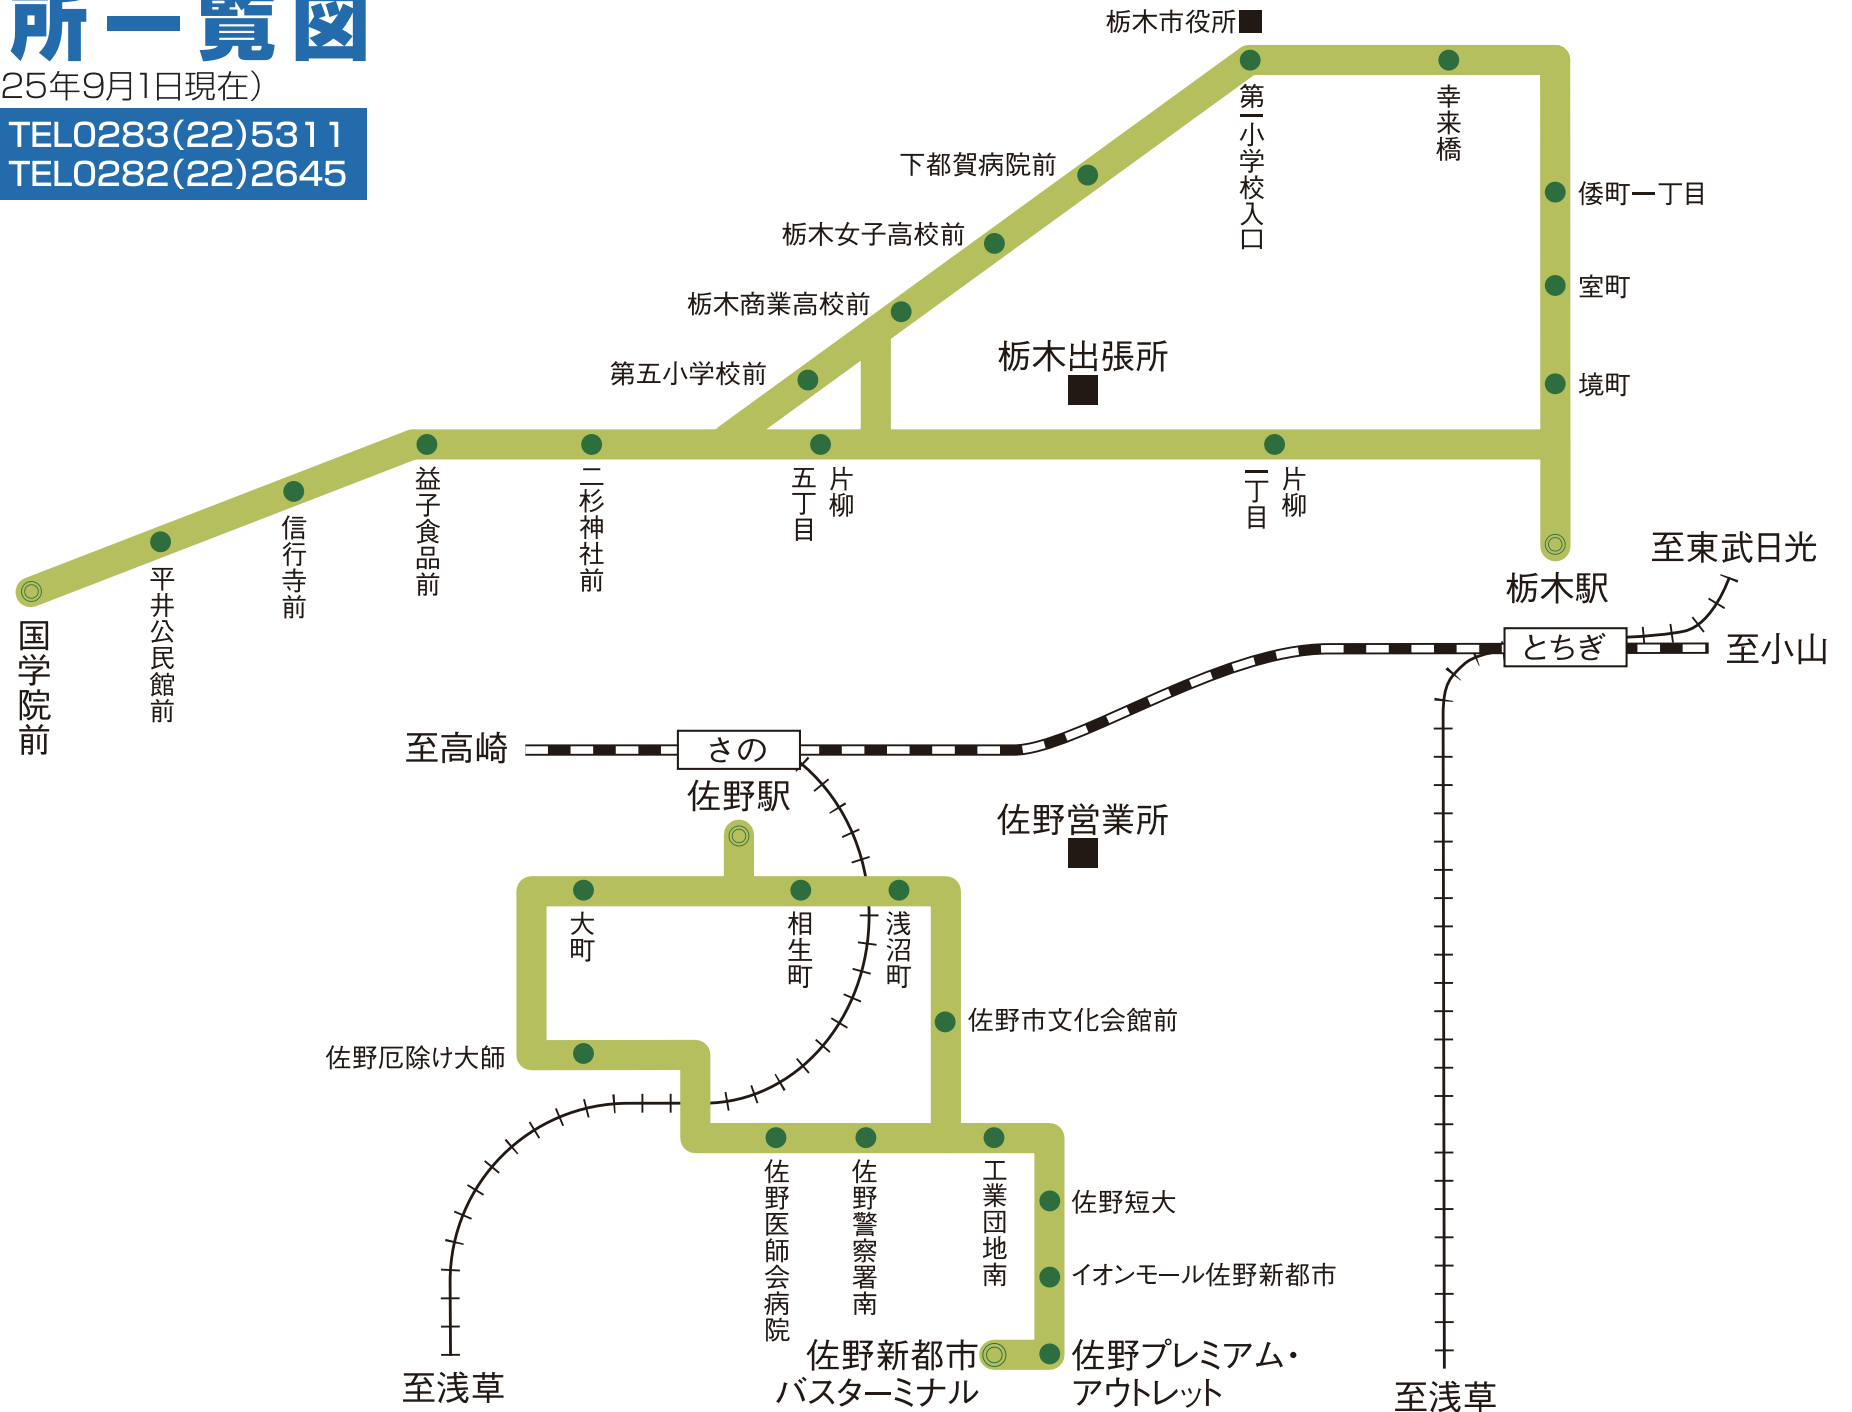 所一覧図
25年9月1日現在）
TEL0283(22)5311
TEL0282(22)2645
栃木市役所■
第一小学校入口
幸来橋
下都賀病院前
倭町一丁目
栃木女子高校前
室町
栃木商業高校前
栃木出張所
第五小学校前
境町
益子食品前
二杉神社前
片柳
五丁目
片柳
一丁目
信行寺前
平井公民館前
国学院前
至東武日光
栃木駅
とちぎ
至小山
至高崎
さの
佐野駅
佐野営業所
大町
相生町
浅沼町
佐野市文化会館前
佐野厄除け大師
佐野医師会病院
佐野警察署南
工業団地南
佐野短大
イオンモール佐野新都市
佐野新都市
バスターミナル
佐野プレミアム・
アウトレット
至浅草
至浅草